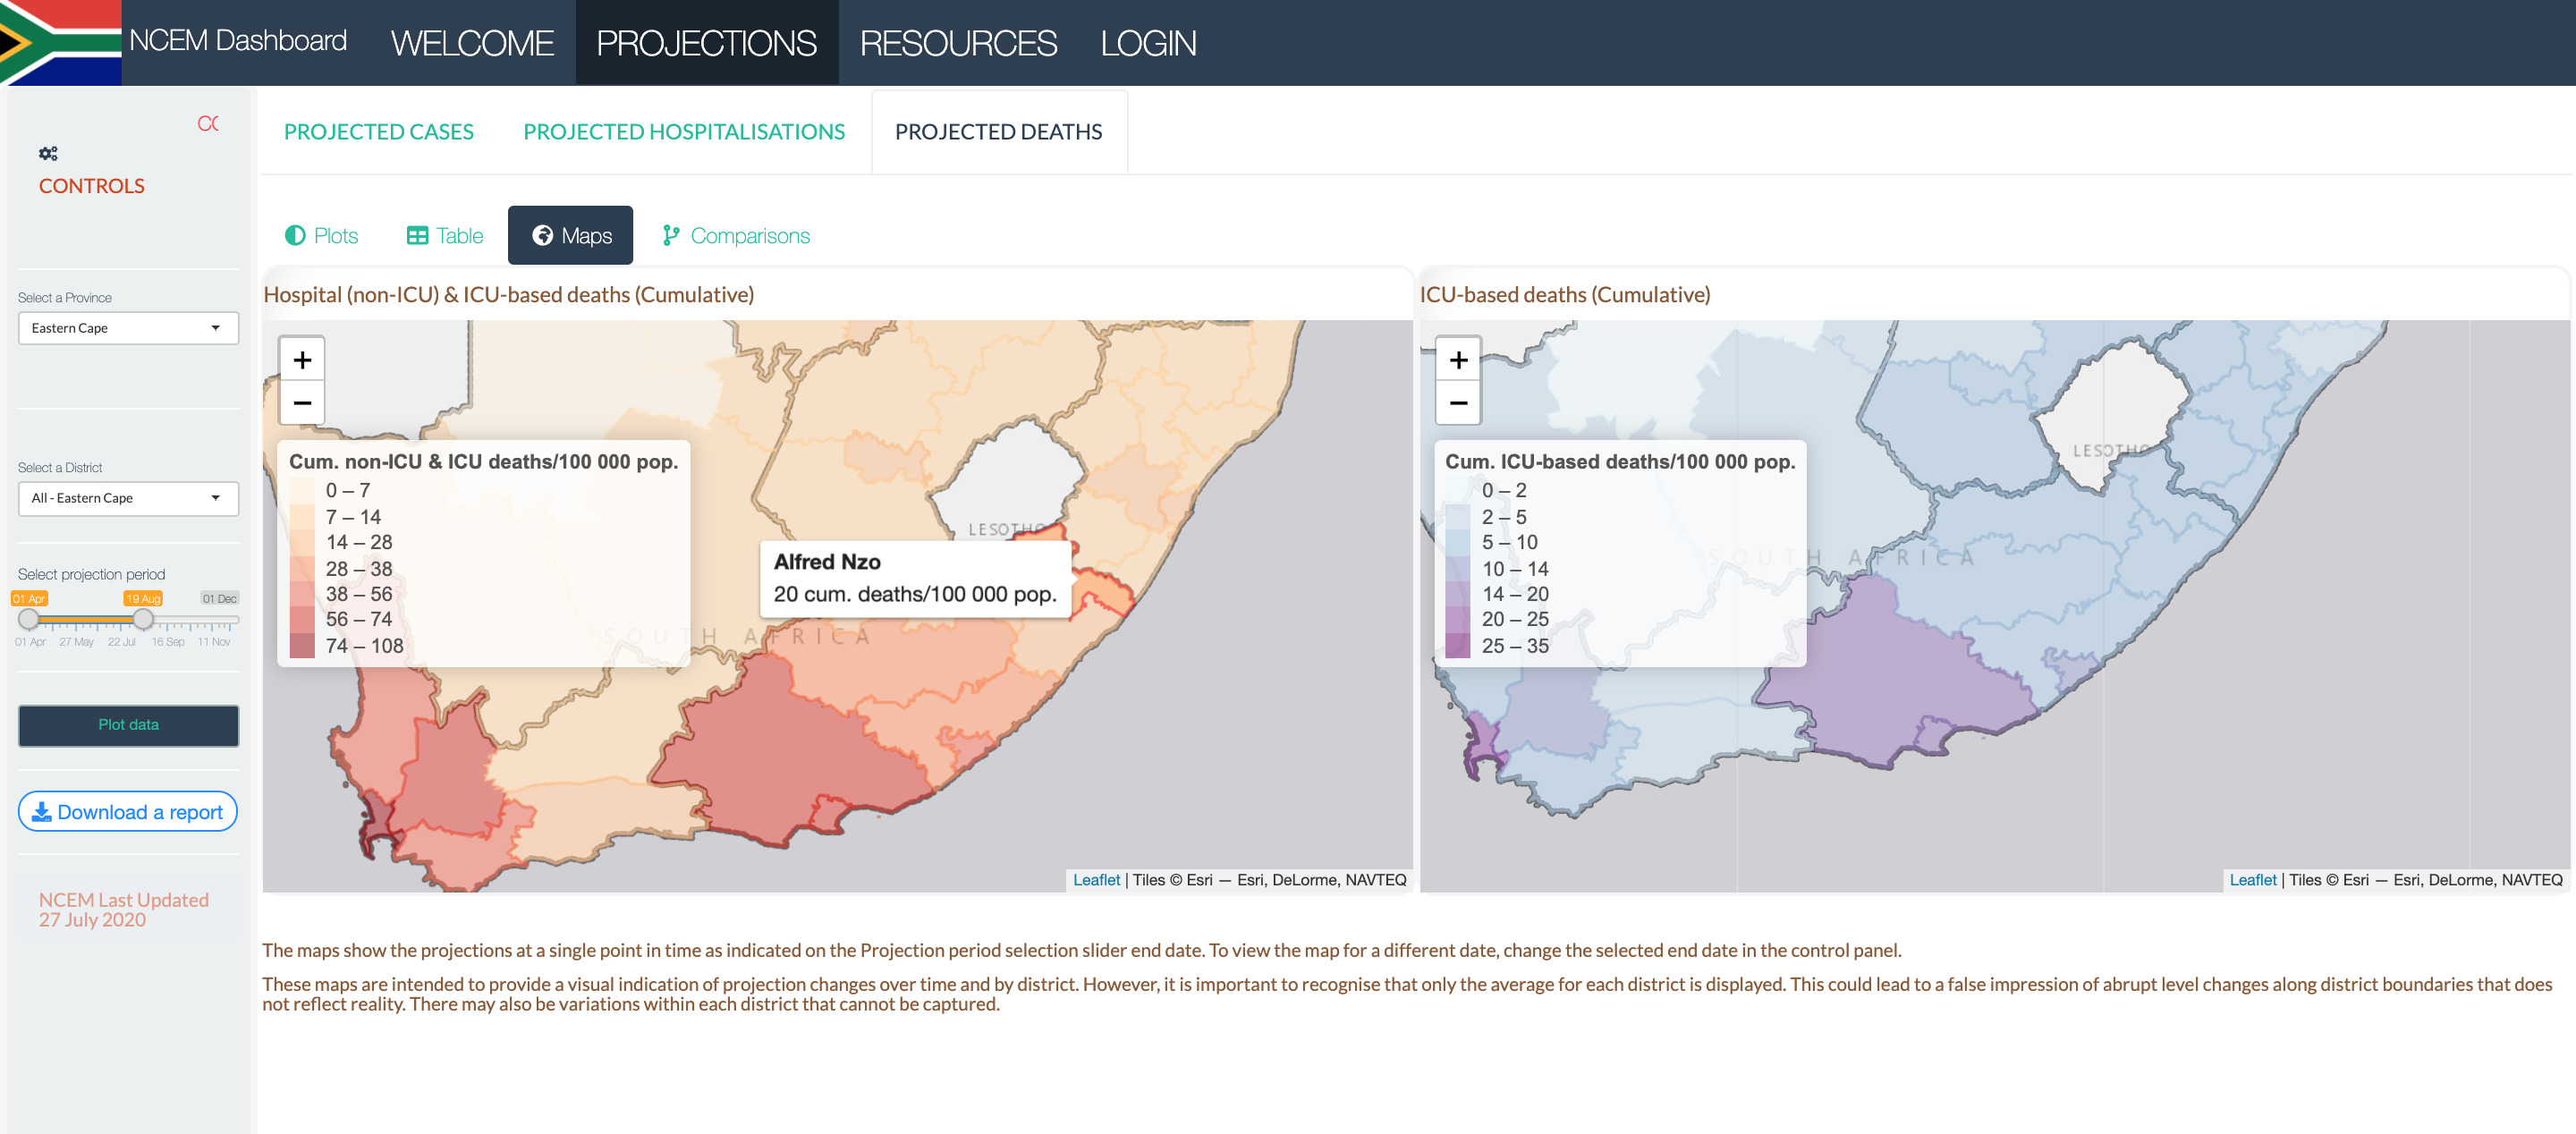 NCEM Dashboard
WELCOME
PROJECTIONS
RESOURCES
LOGIN
CONTROLS
Select a Province
Eastern Cape
Select a District
All - Eastern Cape
Select projection period
01 Apr
19 Aug
01 Dec
01 Apr 27 May 22 Jul 16 Sep 11 Nov
Plot data
Download a report
NCEM Last Updated
27 July 2020
PROJECTED CASES
PROJECTED HOSPITALISATIONS
PROJECTED DEATHS
Plots
Table
Maps
Comparisons
Hospital (non-ICU) & ICU-based deaths (Cumulative)
+
−
Cum. non-ICU & ICU deaths/100 000 pop.
0 – 7
7 – 14
14 – 28
28 – 38
38 – 56
56 – 74
74 – 108
LESOTHO
Alfred Nzo
20 cum. deaths/100 000 pop.
SOUTH AFRICA
Leaflet | Tiles © Esri — Esri, DeLorme, NAVTEQ
ICU-based deaths (Cumulative)
+
−
Cum. ICU-based deaths/100 000 pop.
0 – 2
2 – 5
5 – 10
10 – 14
14 – 20
20 – 25
25 – 35
LESOTHO
SOUTH AFRICA
Leaflet | Tiles © Esri — Esri, DeLorme, NAVTEQ
The maps show the projections at a single point in time as indicated on the Projection period selection slider end date. To view the map for a different date, change the selected end date in the control panel.
These maps are intended to provide a visual indication of projection changes over time and by district. However, it is important to recognise that only the average for each district is displayed. This could lead to a false impression of abrupt level changes along district boundaries that does
not reflect reality. There may also be variations within each district that cannot be captured.